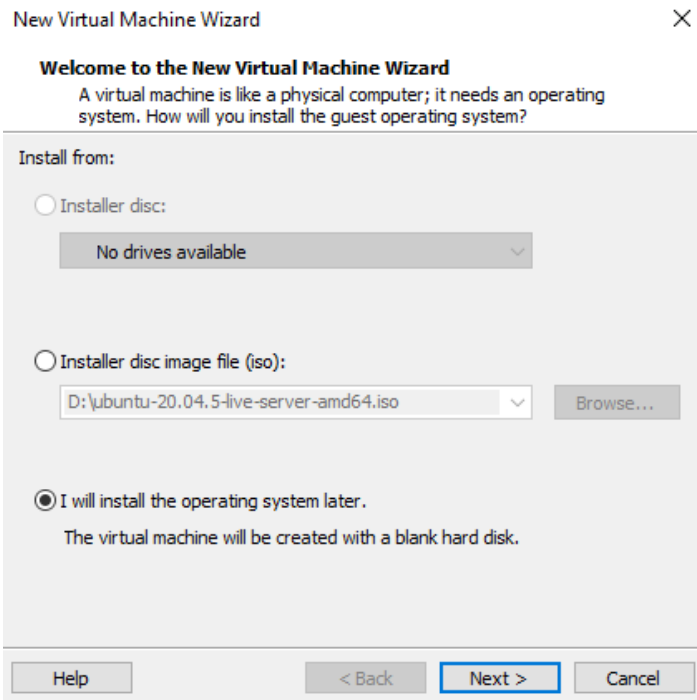 New Virtual Machine Wizard
Welcome to the New Virtual Machine Wizard
A virtual machine is like a physical computer; it needs an operating
system. How will you install the guest operating system?
Install from:
Installer disc:
No drives available
Installer disc image file (iso):
D:\ubuntu-20.04.5-live-server-amd64.iso
Browse...
I will install the operating system later.
The virtual machine will be created with a blank hard disk.
Help
< Back
Next >
Cancel